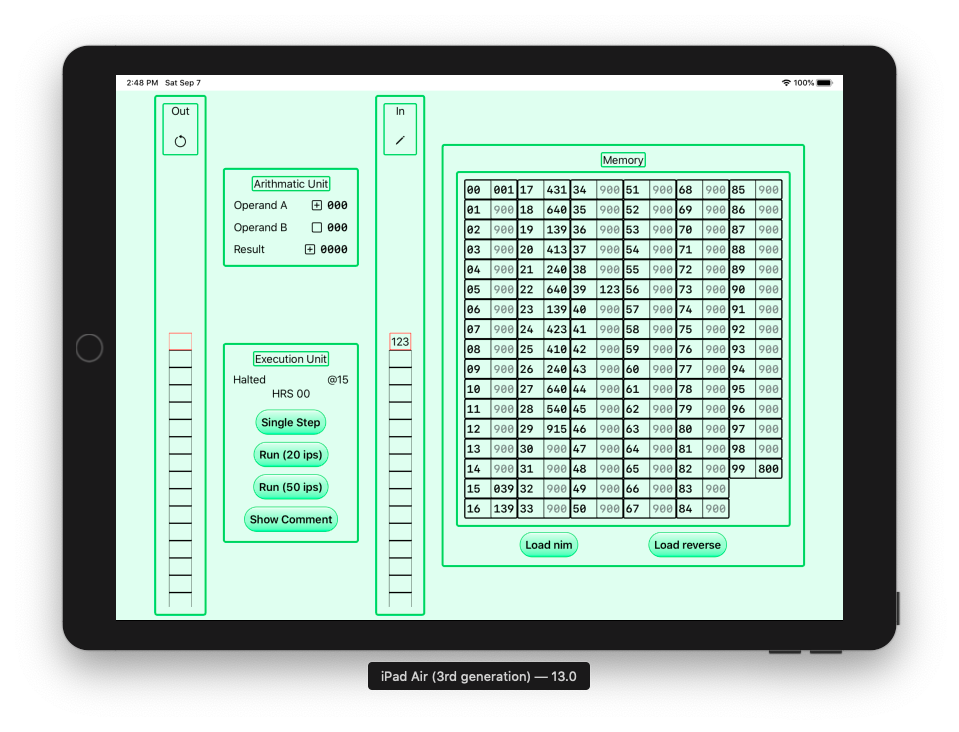 2:48 PM Sat Sep 7 100%
Out
In
Memory
Arithmatic Unit
Operand A + 000
Operand B 000
Result + 0000
00 001 17 431 34 900 51 900 68 900 85 900
01 900 18 640 35 900 52 900 69 900 86 900
02 900 19 139 36 900 53 900 70 900 87 900
03 900 20 413 37 900 54 900 71 900 88 900
04 900 21 240 38 900 55 900 72 900 89 900
05 900 22 640 39 123 56 900 73 900 90 900
06 900 23 139 40 900 57 900 74 900 91 900
07 900 24 423 41 900 58 900 75 900 92 900
08 900 25 410 42 900 59 900 76 900 93 900
09 900 26 240 43 900 60 900 77 900 94 900
10 900 27 640 44 900 61 900 78 900 95 900
11 900 28 540 45 900 62 900 79 900 96 900
12 900 29 915 46 900 63 900 80 900 97 900
13 900 30 900 47 900 64 900 81 900 98 900
14 900 31 900 48 900 65 900 82 900 99 800
15 039 32 900 49 900 66 900 83 900
16 139 33 900 50 900 67 900 84 900
Load nim
Load reverse
123
Execution Unit
Halted @15
HRS 00
Single Step
Run (20 ips)
Run (50 ips)
Show Comment
iPad Air (3rd generation) — 13.0